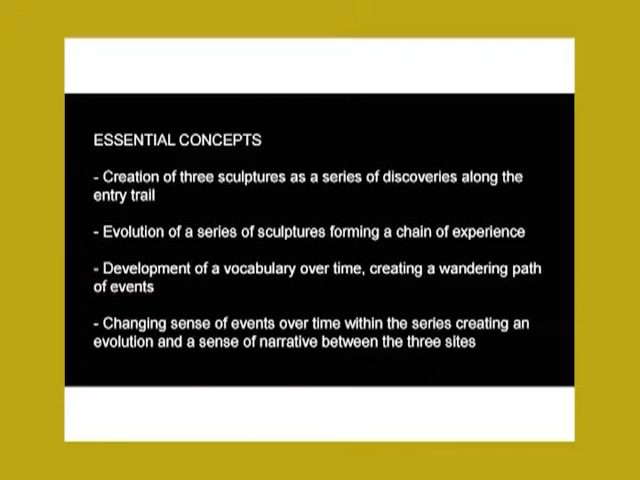 ESSENTIAL CONCEPTS
- Creation of three sculptures as a series of discoveries along the
entry trail
- Evolution of a series of sculptures forming a chain of experience
- Development of a vocabulary over time, creating a wandering path
of events
- Changing sense of events over time within the series creating an
evolution and a sense of narrative between the three sites